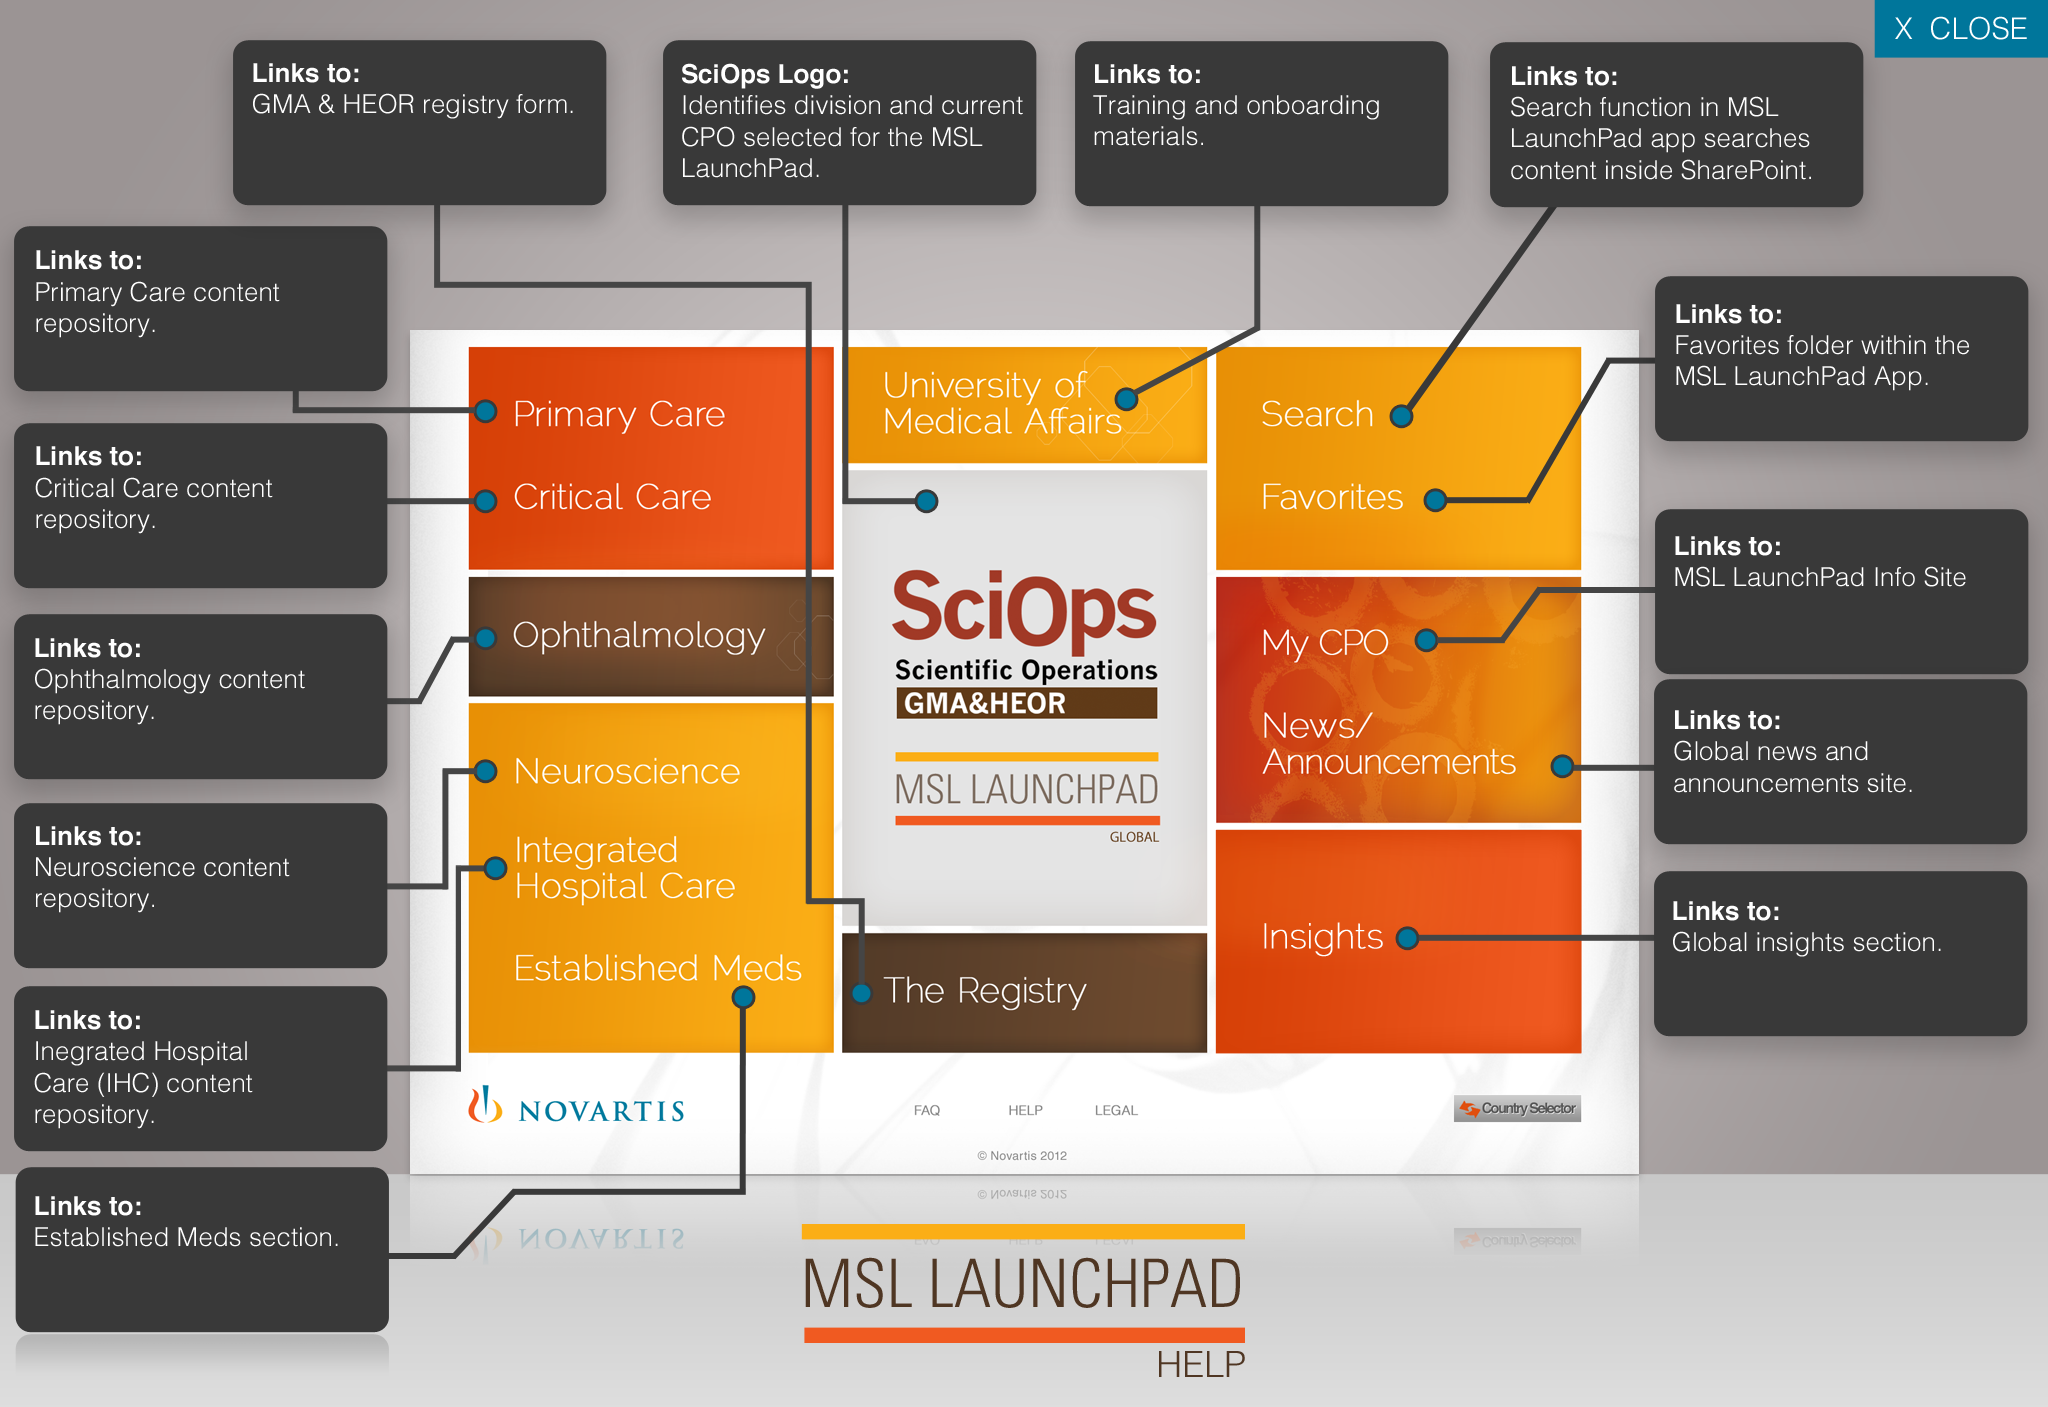 X CLOSE
Links to:
GMA & HEOR registry form.
SciOps Logo:
Identifies division and current
CPO selected for the MSL
LaunchPad.
Links to:
Training and onboarding
materials.
Links to:
Search function in MSL
LaunchPad app searches
content inside SharePoint.
Links to:
Primary Care content
repository.
Links to:
Critical Care content
repository.
Links to:
Ophthalmology content
repository.
Links to:
Neuroscience content
repository.
Links to:
Inegrated Hospital
Care (IHC) content
repository.
Links to:
Established Meds section.
Primary Care
Critical Care
Ophthalmology
Neuroscience
Integrated
Hospital Care
Established Meds
University of
Medical Affairs
SciOps
Scientific Operations
GMA&HEOR
MSL LAUNCHPAD
GLOBAL
The Registry
Search
Favorites
My CPO
News/
Announcements
Insights
Links to:
Favorites folder within the
MSL LaunchPad App.
Links to:
MSL LaunchPad Info Site
Links to:
Global news and
announcements site.
Links to:
Global insights section.
NOVARTIS
FAQ HELP LEGAL
Country Selector
© Novartis 2012
MSL LAUNCHPAD
HELP